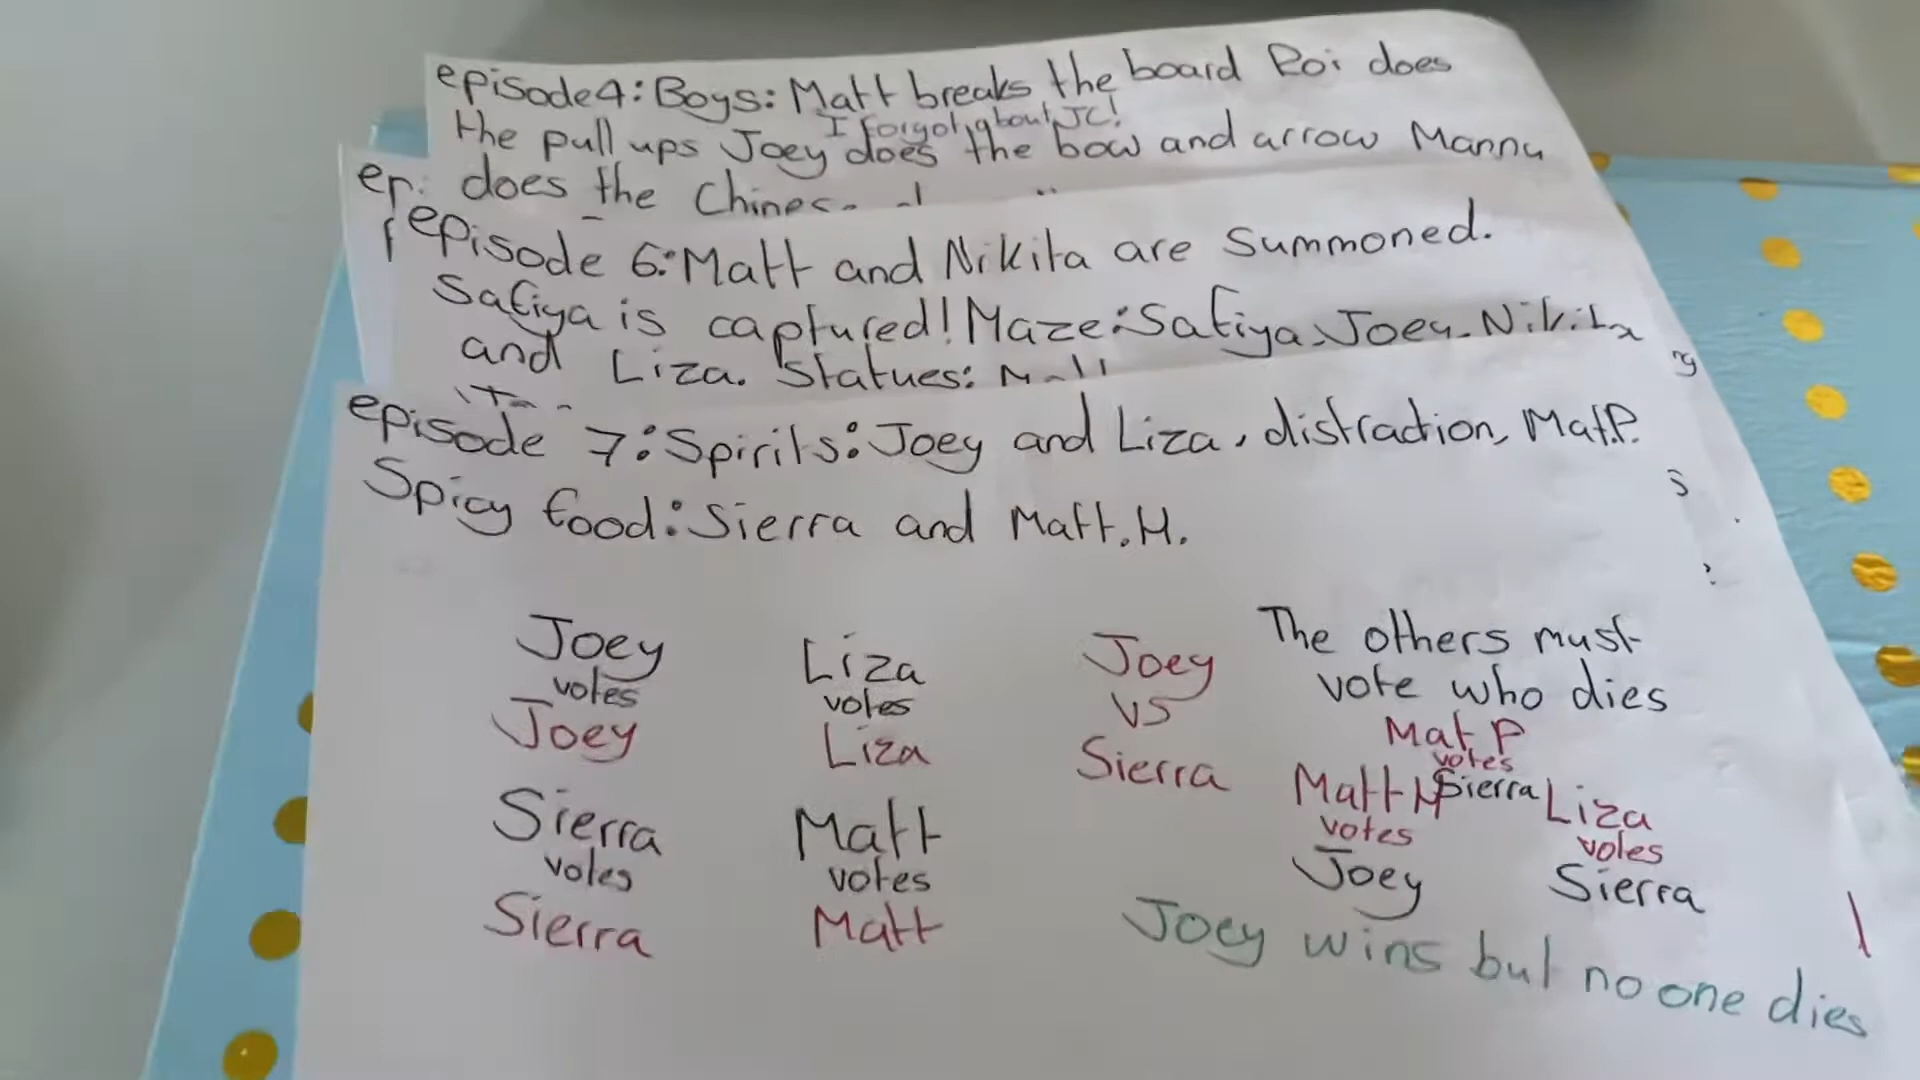 episode4: Boys: Matt breaks the board Roi does
I forgot about JC!
the pull ups Joey does the bow and arrow Manny
does the
ep
episode 6: Matt and Nikita are summoned.
Safiya is captured! Maze: Safiya, Joey, Nikita
and Liza. Statues:
episode 7: Spirits: Joey and Liza, distraction, Mat.P.
Spicy food: Sierra and Matt.H.
Joey
votes
Joey
Liza
votes
Liza
Sierra
votes
Sierra
Matt
votes
Matt
Joey
VS
Sierra
The others must
vote who dies
Mat P
votes
Sierra
Matt H
votes
Joey
Liza
votes
Sierra
Joey wins but no one dies